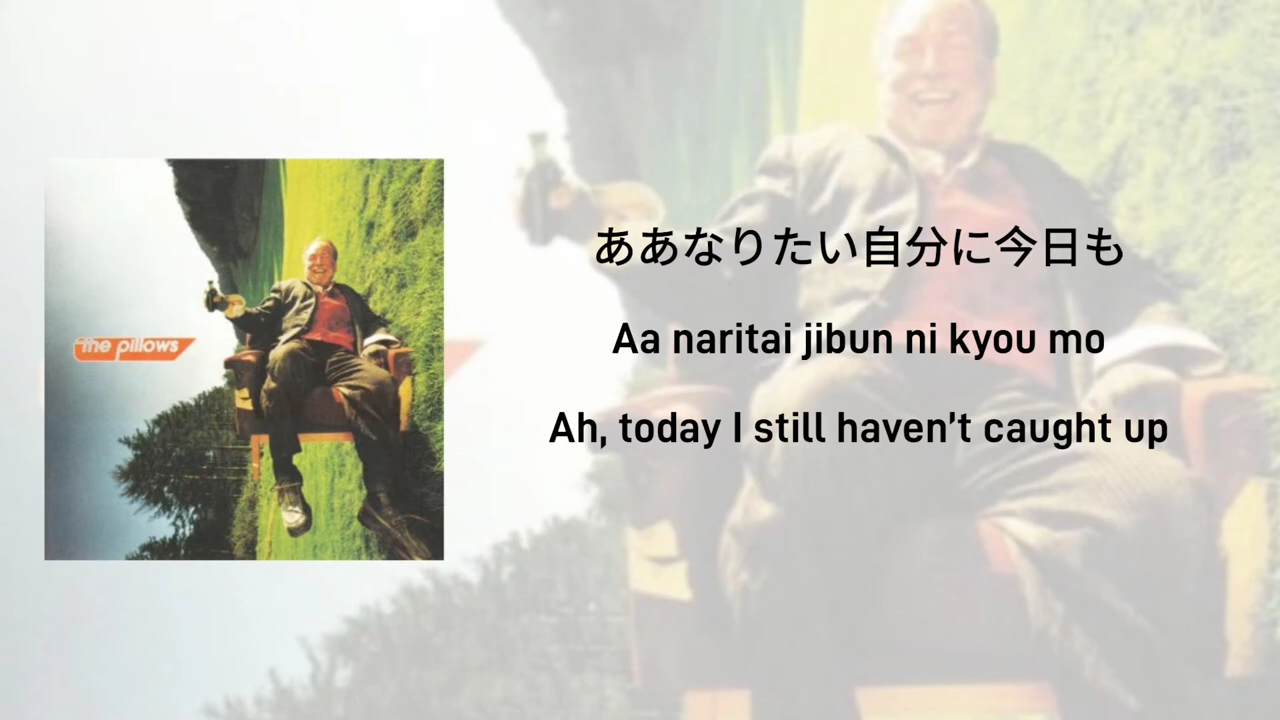 the pillows
ああなりたい自分に今日も
Aa naritai jibun ni kyou mo
Ah, today I still haven't caught up